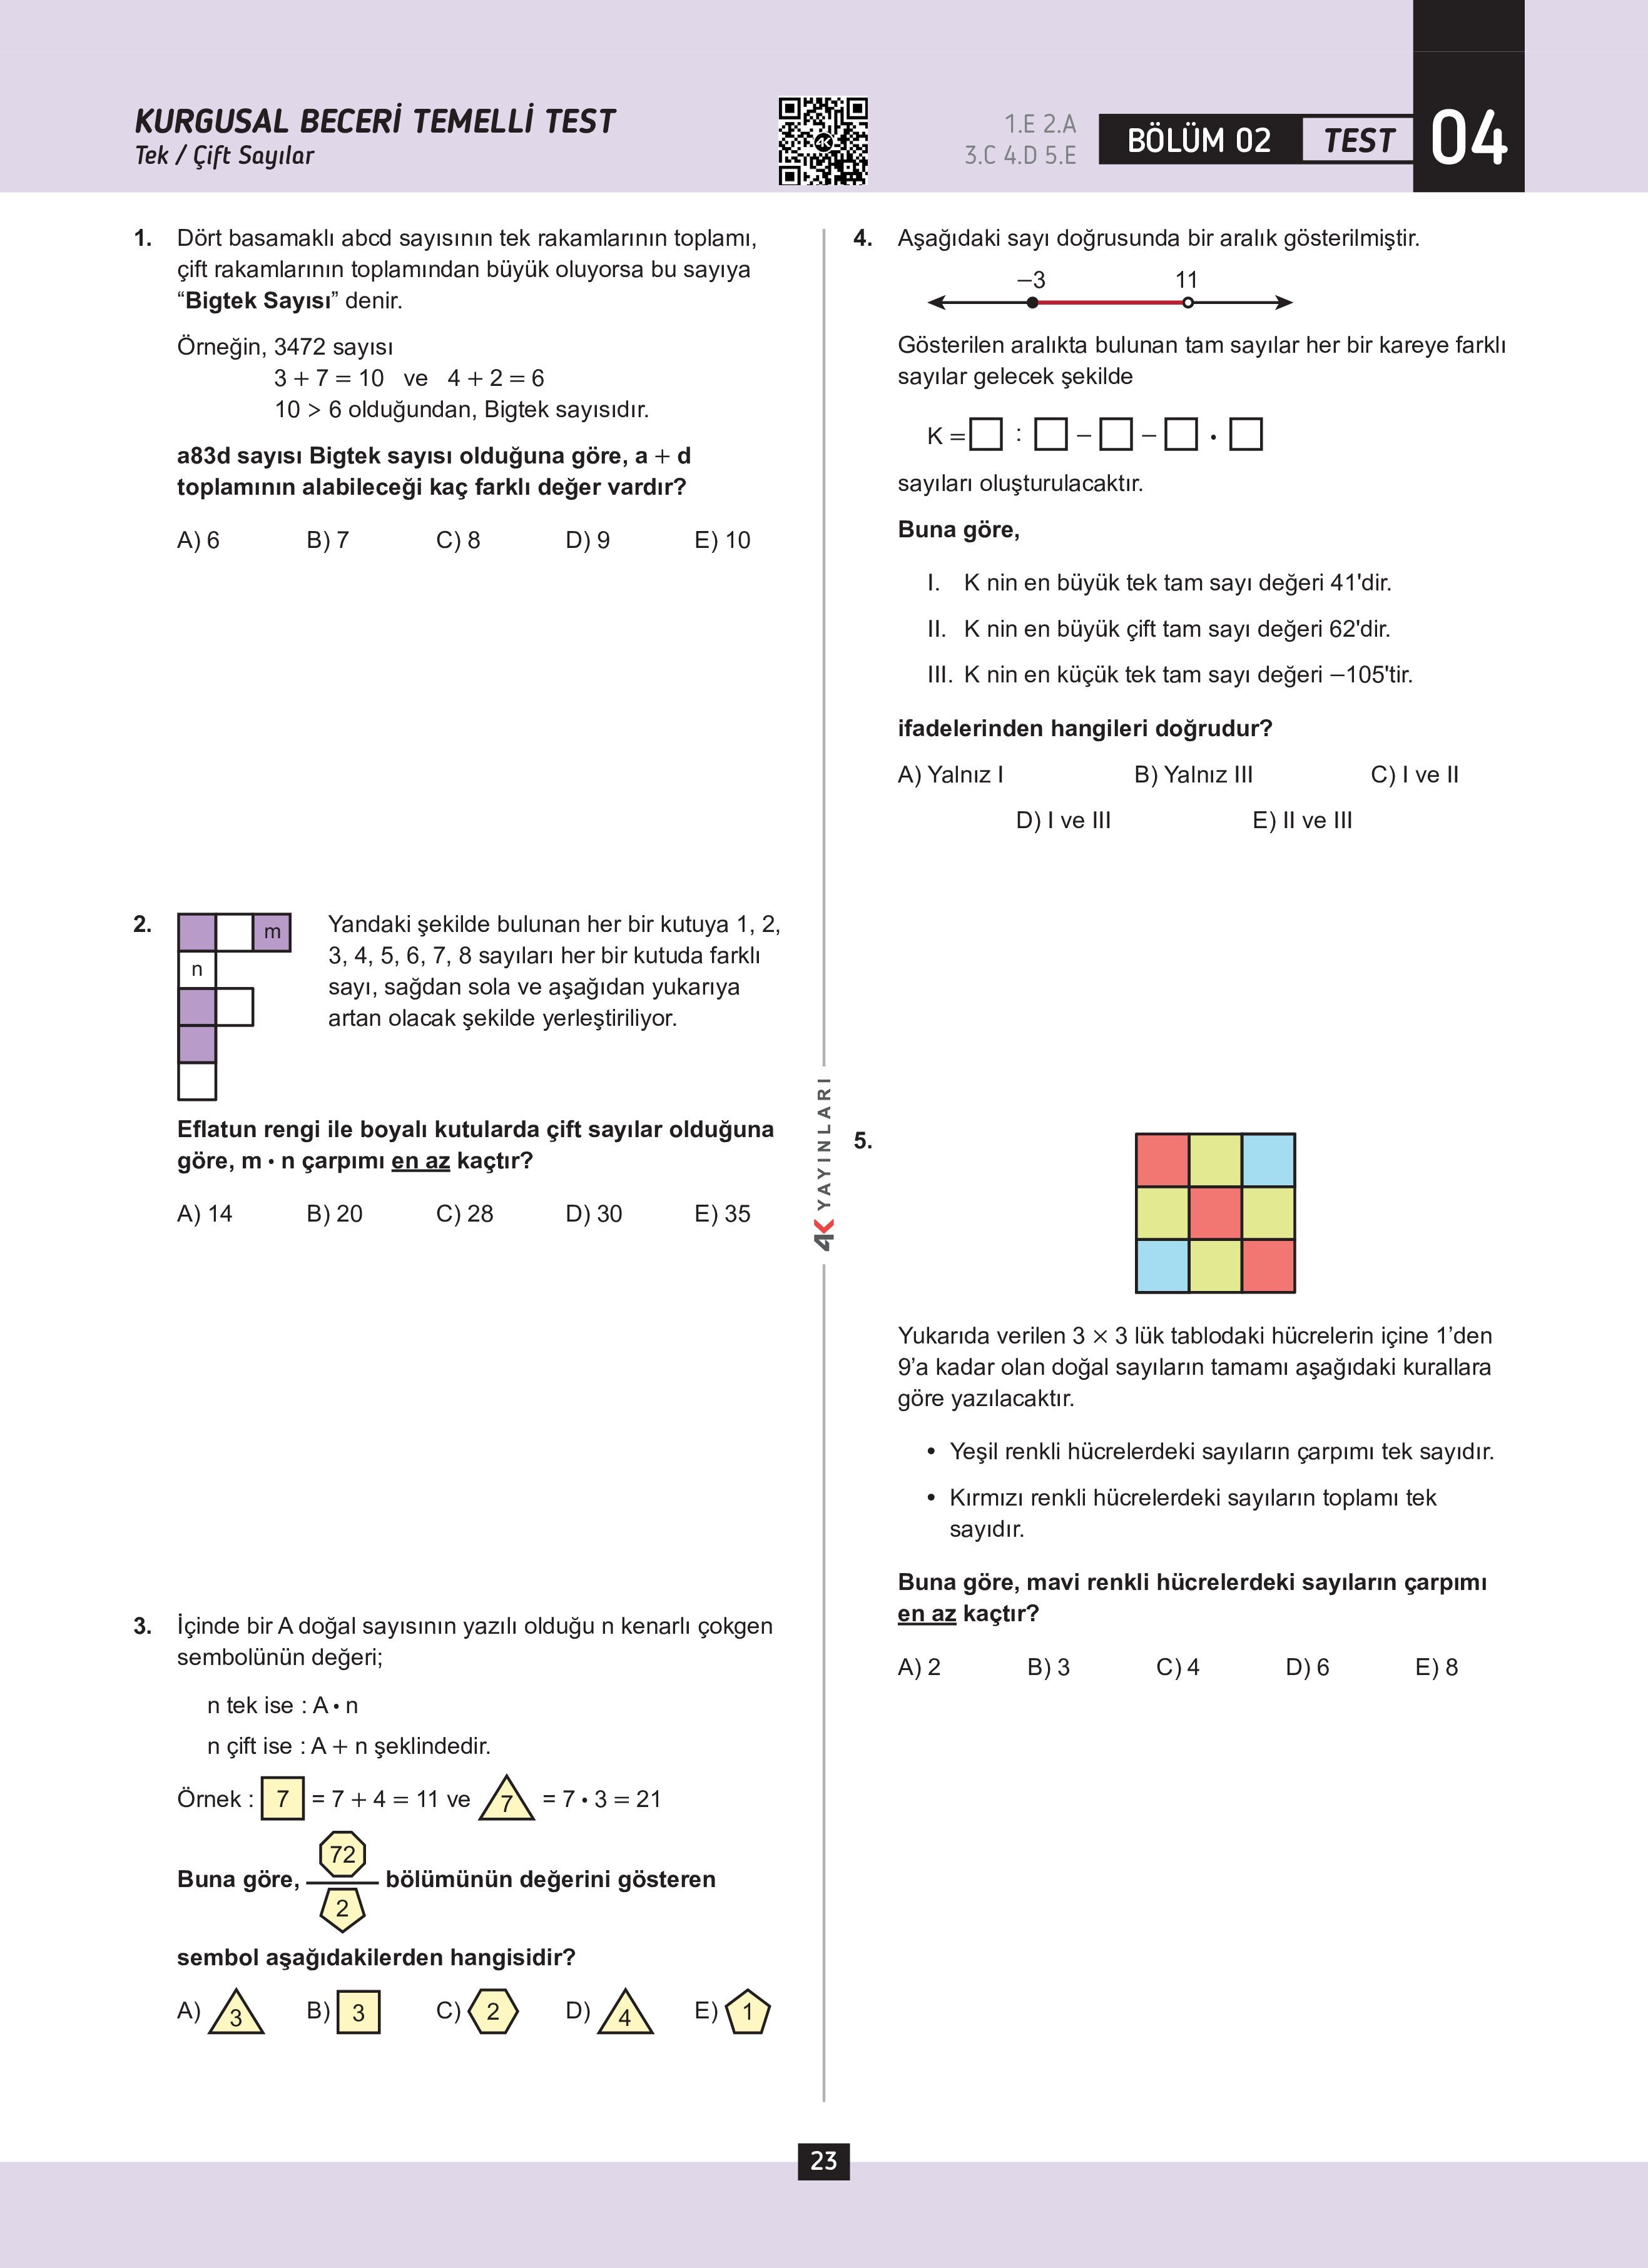 KURGUSAL BECERİ TEMELLİ TEST
Tek / Çift Sayılar
4K
1.E 2.A
3.C 4.D 5.E
BÖLÜM 02
TEST
04
1. Dört basamaklı abcd sayısının tek rakamlarının toplamı,
çift rakamlarının toplamından büyük oluyorsa bu sayıya
“Bigtek Sayısı” denir.
Örneğin, 3472 sayısı
3 + 7 = 10 ve 4 + 2 = 6
10 > 6 olduğundan, Bigtek sayısıdır.
a83d sayısı Bigtek sayısı olduğuna göre, a + d
toplamının alabileceği kaç farklı değer vardır?
A) 6 B) 7 C) 8 D) 9 E) 10
2. Yandaki şekilde bulunan her bir kutuya 1, 2,
3, 4, 5, 6, 7, 8 sayıları her bir kutuda farklı
sayı, sağdan sola ve aşağıdan yukarıya
artan olacak şekilde yerleştiriliyor.
m
n
Eflatun rengi ile boyalı kutularda çift sayılar olduğuna
göre, m · n çarpımı en az kaçtır?
A) 14 B) 20 C) 28 D) 30 E) 35
3. İçinde bir A doğal sayısının yazılı olduğu n kenarlı çokgen
sembolünün değeri;
n tek ise : A · n
n çift ise : A + n şeklindedir.
Örnek : 7 = 7 + 4 = 11 ve 7 = 7 · 3 = 21
72
Buna göre, bölümünün değerini gösteren
2
sembol aşağıdakilerden hangisidir?
A) 3 B) 3 C) 2 D) 4 E) 1
4K YAYINLARI
4. Aşağıdaki sayı doğrusunda bir aralık gösterilmiştir.
–3 11
Gösterilen aralıkta bulunan tam sayılar her bir kareye farklı
sayılar gelecek şekilde
K = □ : □ – □ – □ · □
sayıları oluşturulacaktır.
Buna göre,
I. K nin en büyük tek tam sayı değeri 41'dir.
II. K nin en büyük çift tam sayı değeri 62'dir.
III. K nin en küçük tek tam sayı değeri –105'tir.
ifadelerinden hangileri doğrudur?
A) Yalnız I B) Yalnız III C) I ve II
D) I ve III E) II ve III
5.
Yukarıda verilen 3 × 3 lük tablodaki hücrelerin içine 1’den
9’a kadar olan doğal sayıların tamamı aşağıdaki kurallara
göre yazılacaktır.
• Yeşil renkli hücrelerdeki sayıların çarpımı tek sayıdır.
• Kırmızı renkli hücrelerdeki sayıların toplamı tek
sayıdır.
Buna göre, mavi renkli hücrelerdeki sayıların çarpımı
en az kaçtır?
A) 2 B) 3 C) 4 D) 6 E) 8
23